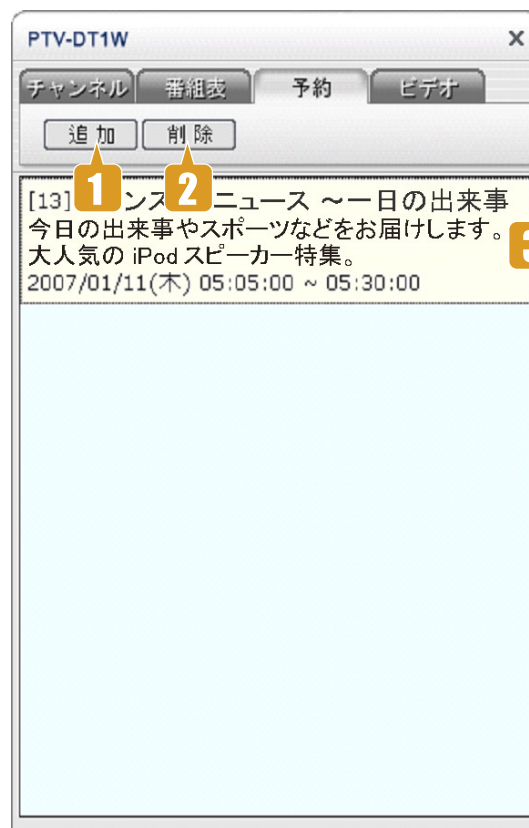 PTV-DT1W
チャンネル 番組表 予約 ビデオ
追加 削除
1 2
[13] ンス ニュース ～一日の出来事
今日の出来事やスポーツなどをお届けします。
大人気の iPod スピーカー特集。
2007/01/11(木) 05:05:00 ~ 05:30:00